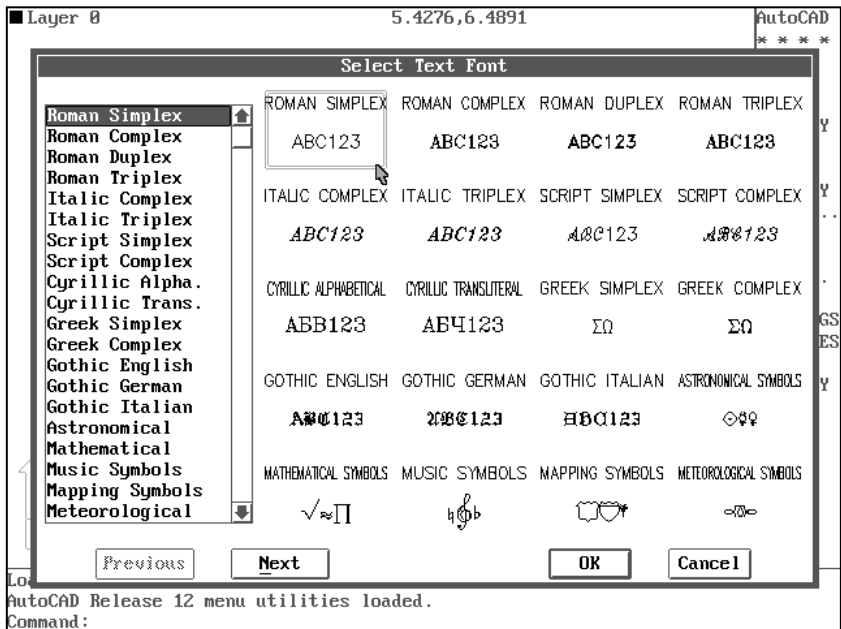 Layer 0 5.4276,6.4891 AutoCAD
* * * *
Select Text Font
Roman Simplex
Roman Complex
Roman Duplex
Roman Triplex
Italic Complex
Italic Triplex
Script Simplex
Script Complex
Cyrillic Alpha.
Cyrillic Trans.
Greek Simplex
Greek Complex
Gothic English
Gothic German
Gothic Italian
Astronomical
Mathematical
Music Symbols
Mapping Symbols
Meteorological
ROMAN SIMPLEX ROMAN COMPLEX ROMAN DUPLEX ROMAN TRIPLEX
ABC123 ABC123 ABC123 ABC123
ITALIC COMPLEX ITALIC TRIPLEX SCRIPT SIMPLEX SCRIPT COMPLEX
ABC123 ABC123 ABC123 ABC123
CYRILLIC ALPHABETICAL CYRILLIC TRANSLITERAL GREEK SIMPLEX GREEK COMPLEX
АБВ123 АБЧ123 ΣΩ ΣΩ
GOTHIC ENGLISH GOTHIC GERMAN GOTHIC ITALIAN ASTRONOMICAL SYMBOLS
ABC123 ABC123 ABC123 ☉☿♀
MATHEMATICAL SYMBOLS MUSIC SYMBOLS MAPPING SYMBOLS METEOROLOGICAL SYMBOLS
√≈∏
Previous Next OK Cancel
AutoCAD Release 12 menu utilities loaded.
Command: